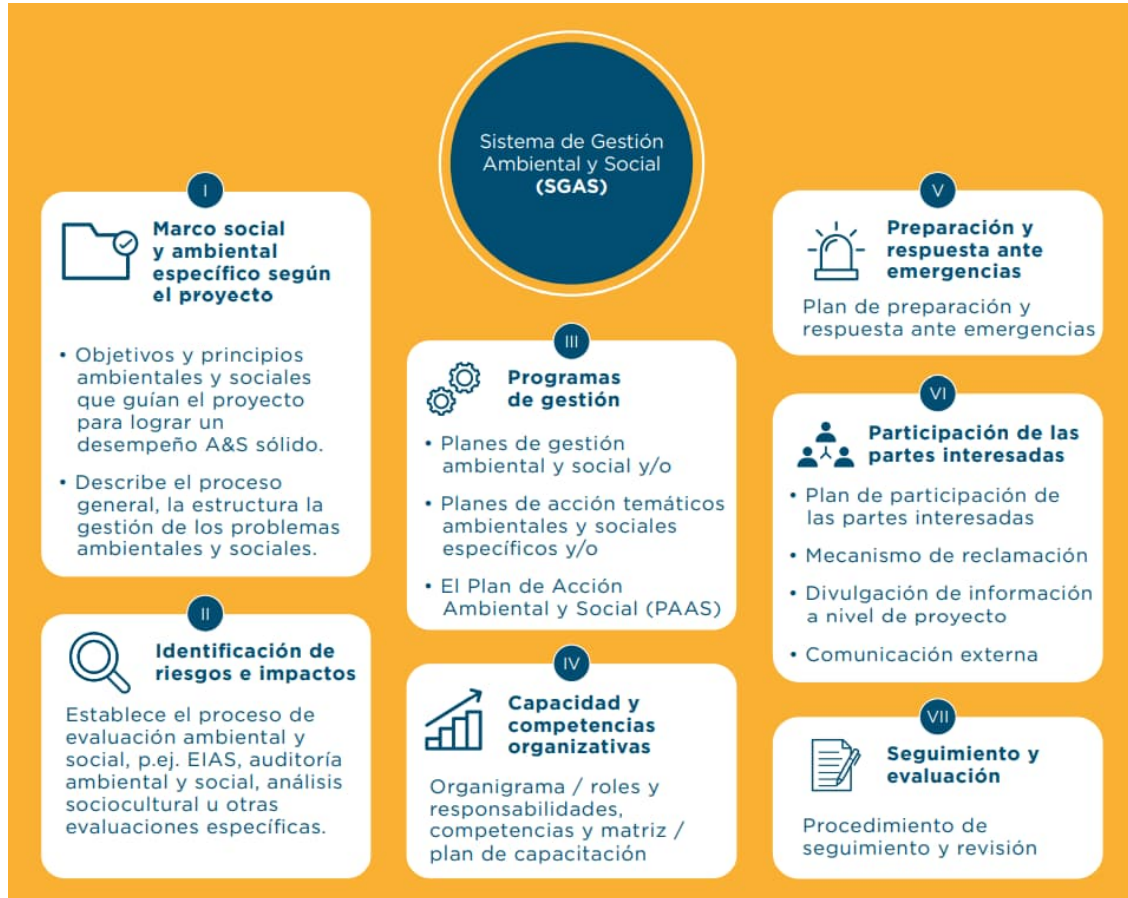 Sistema de Gestión
Ambiental y Social
(SGAS)
I
Marco social
y ambiental
específico según
el proyecto
• Objetivos y principios
ambientales y sociales
que guían el proyecto
para lograr un
desempeño A&S sólido.
• Describe el proceso
general, la estructura la
gestión de los problemas
ambientales y sociales.
II
Identificación de
riesgos e impactos
Establece el proceso de
evaluación ambiental y
social, p.ej. EIAS, auditoría
ambiental y social, análisis
sociocultural u otras
evaluaciones específicas.
III
Programas
de gestión
• Planes de gestión
ambiental y social y/o
• Planes de acción temáticos
ambientales y sociales
específicos y/o
• El Plan de Acción
Ambiental y Social (PAAS)
IV
Capacidad y
competencias
organizativas
Organigrama / roles y
responsabilidades,
competencias y matriz /
plan de capacitación
V
Preparación y
respuesta ante
emergencias
Plan de preparación y
respuesta ante emergencias
VI
Participación de las
partes interesadas
• Plan de participación de
las partes interesadas
• Mecanismo de reclamación
• Divulgación de información
a nivel de proyecto
• Comunicación externa
VII
Seguimiento y
evaluación
Procedimiento de
seguimiento y revisión